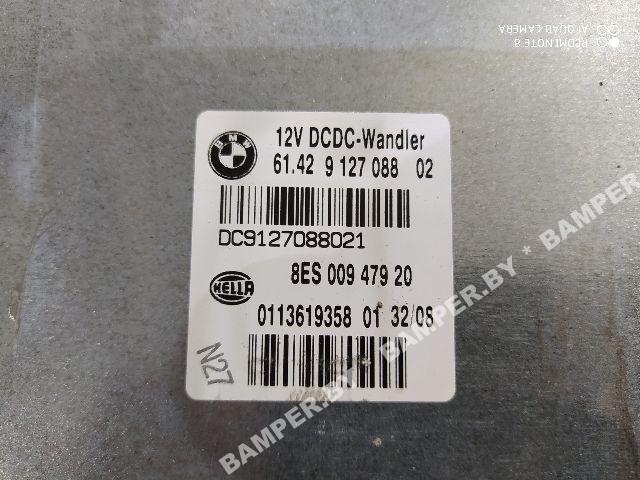 AI QUAD CAMERA
REDMI NOTE 8
BMW
12V DCDC-Wandler
61.42 9 127 088 02
DC9127088021
8ES 009 479 20
HELLA
0113619358 01 32/08
N27
BAMPER.BY * BAMPER.BY * BAMPER.BY